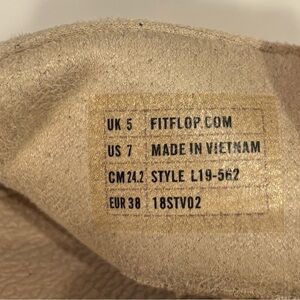 UK 5 FITFLOP.COM
US 7 MADE IN VIETNAM
CM 24.2 STYLE L19-562
EUR 38 18STV02